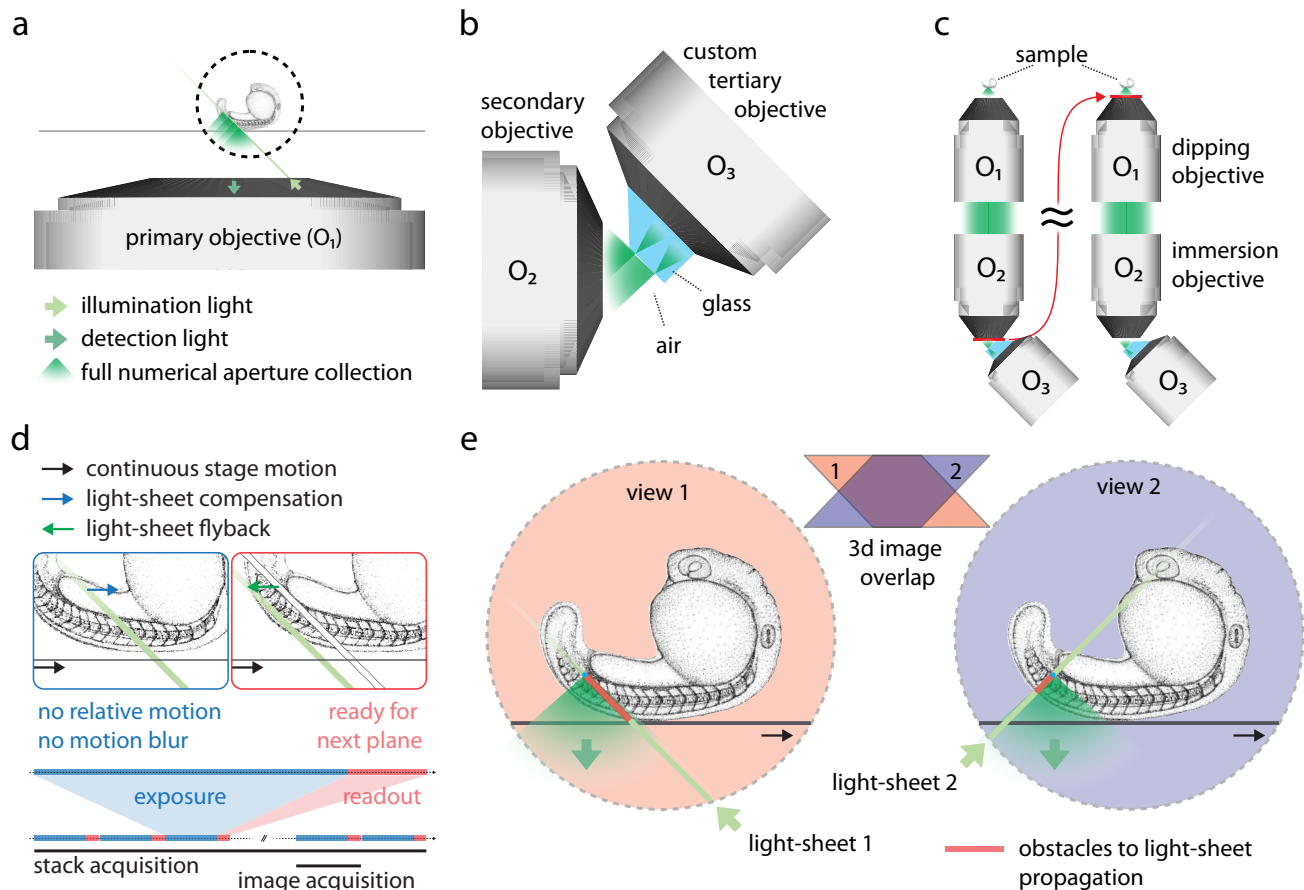 a
primary objective (O₁)
illumination light
detection light
full numerical aperture collection
b
secondary
objective
custom
tertiary
objective
O₂
O₃
glass
air
c
sample
O₁
O₁
dipping
objective
≈
O₂
O₂
immersion
objective
O₃
O₃
d
continuous stage motion
light-sheet compensation
light-sheet flyback
no relative motion
no motion blur
ready for
next plane
exposure
readout
//
stack acquisition
image acquisition
e
view 1
1
2
3d image
overlap
view 2
light-sheet 1
light-sheet 2
obstacles to light-sheet
propagation